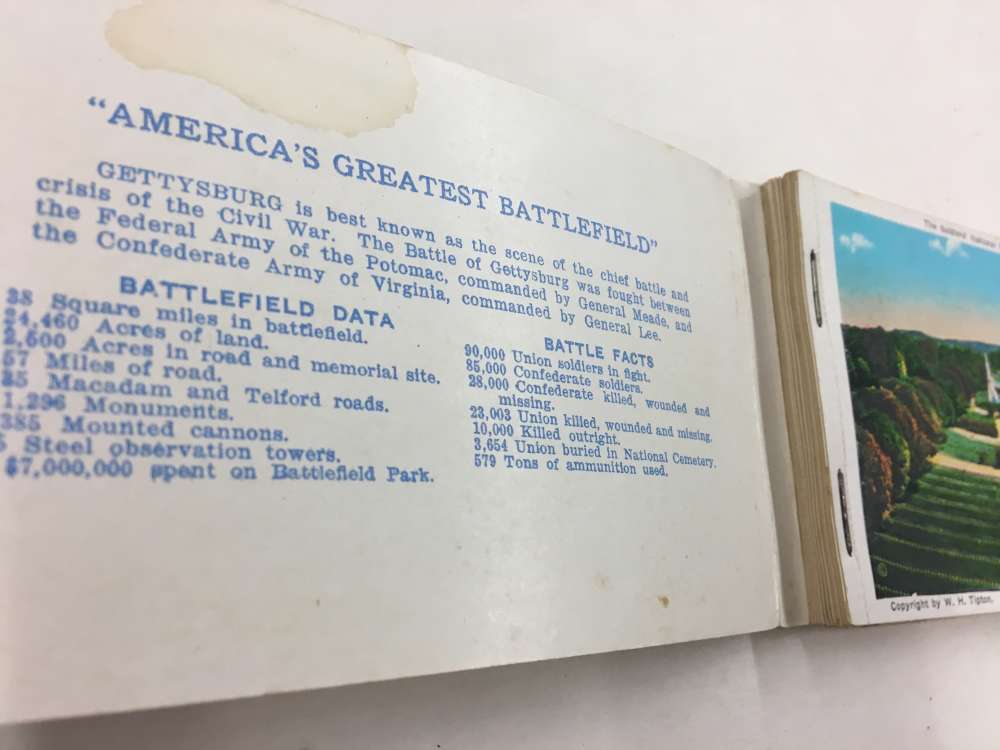 "AMERICA'S GREATEST BATTLEFIELD"
GETTYSBURG is best known as the scene of the chief battle and
crisis of the Civil War. The Battle of Gettysburg was fought between
the Federal Army of the Potomac, commanded by General Meade, and
the Confederate Army of Virginia, commanded by General Lee.
BATTLEFIELD DATA
38 Square miles in battlefield.
24,460 Acres of land.
2,600 Acres in road and memorial site.
57 Miles of road.
35 Macadam and Telford roads.
1,296 Monuments.
385 Mounted cannons.
5 Steel observation towers.
$7,000,000 spent on Battlefield Park.
BATTLE FACTS
90,000 Union soldiers in fight.
85,000 Confederate soldiers.
28,000 Confederate killed, wounded and
missing.
23,003 Union killed, wounded and missing.
10,000 Killed outright.
3,654 Union buried in National Cemetery.
579 Tons of ammunition used.
The Soldiers' National
Copyright by W. H. Tipton.